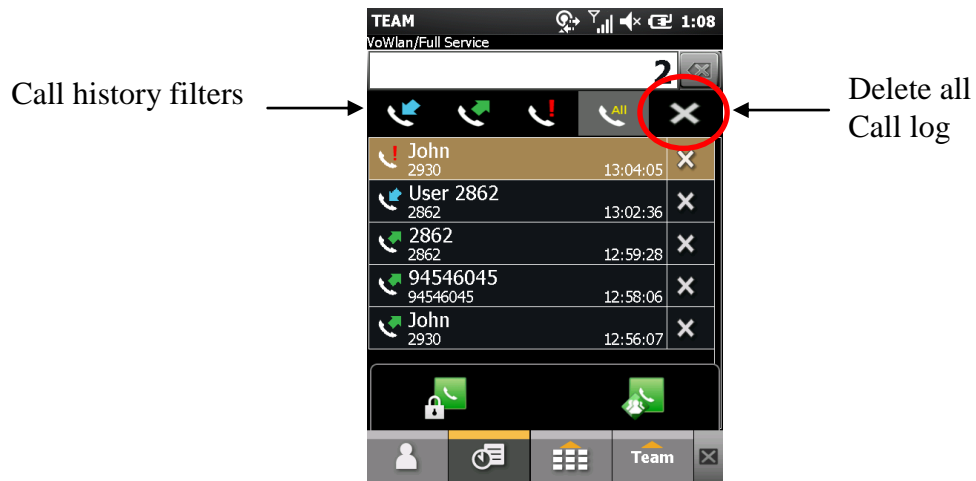 TEAM 1:08
VoWlan/Full Service
2
Call history filters
All
Delete all
Call log
John
2930 13:04:05
User 2862
2862 13:02:36
2862
2862 12:59:28
94546045
94546045 12:58:06
John
2930 12:56:07
Team